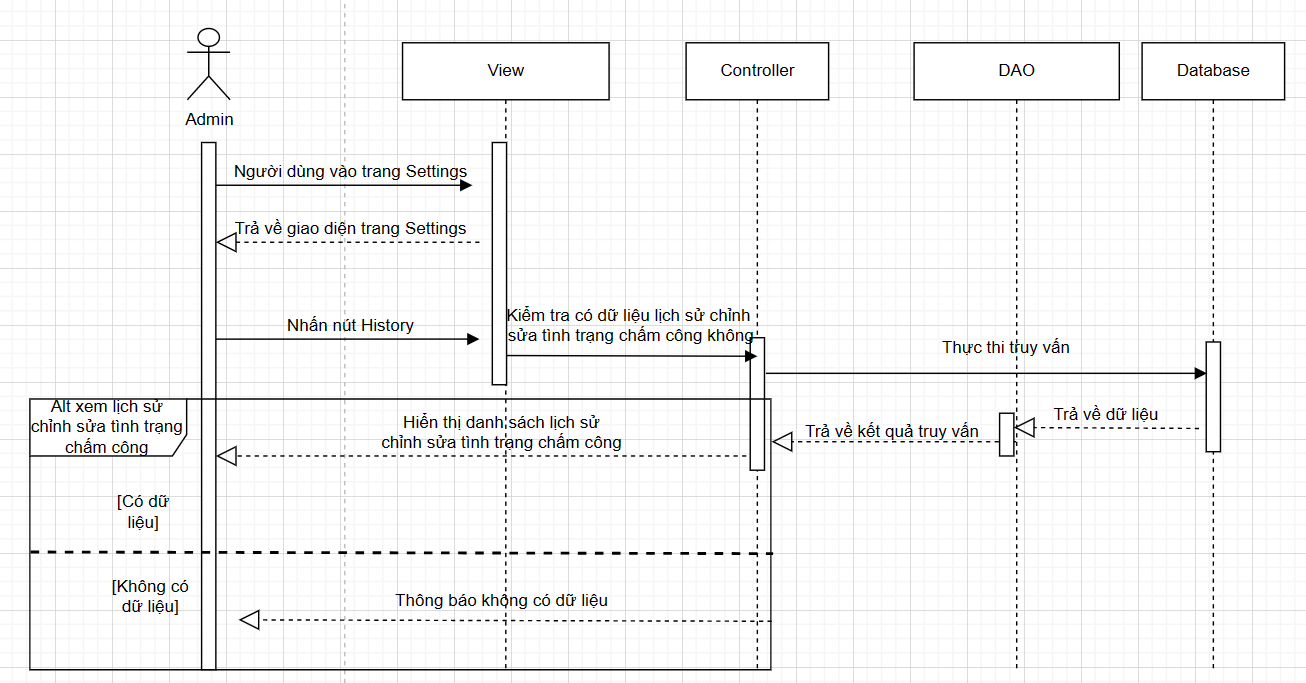 Admin
View
Controller
DAO
Database
Người dùng vào trang Settings
Trả về giao diện trang Settings
Nhấn nút History
Kiểm tra có dữ liệu lịch sử chỉnh
sửa tình trạng chấm công không
Thực thi truy vấn
Trả về dữ liệu
Trả về kết quả truy vấn
Alt xem lịch sử
chỉnh sửa tình trạng
chấm công
Hiển thị danh sách lịch sử
chỉnh sửa tình trạng chấm công
[Có dữ
liệu]
[Không có
dữ liệu]
Thông báo không có dữ liệu